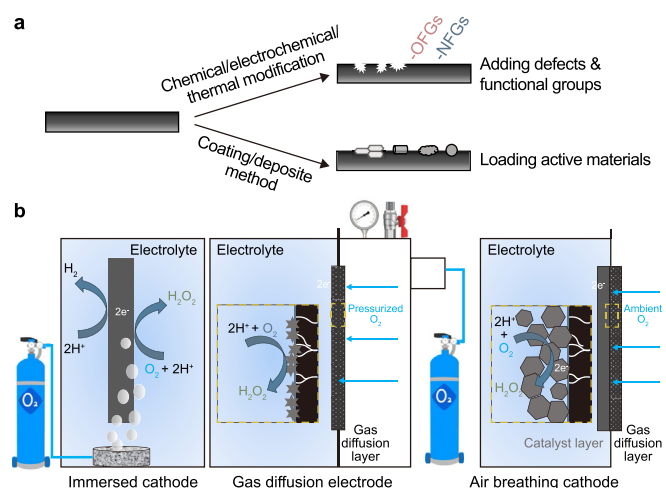 a
Chemical/electrochemical/
thermal modification
-OFGs
-NFGs
Adding defects &
functional groups
Coating/deposite
method
Loading active materials
b
Electrolyte
H₂
2e⁻
H₂O₂
2H⁺
O₂ + 2H⁺
O₂
Immersed cathode
Electrolyte
2e⁻
Pressurized
O₂
2H⁺ + O₂
H₂O₂
Gas
diffusion
layer
Gas diffusion electrode
O₂
Electrolyte
e⁻
Ambient
O₂
2H⁺
+
O₂
2e⁻
H₂O₂
Catalyst layer
Gas
diffusion
layer
Air breathing cathode